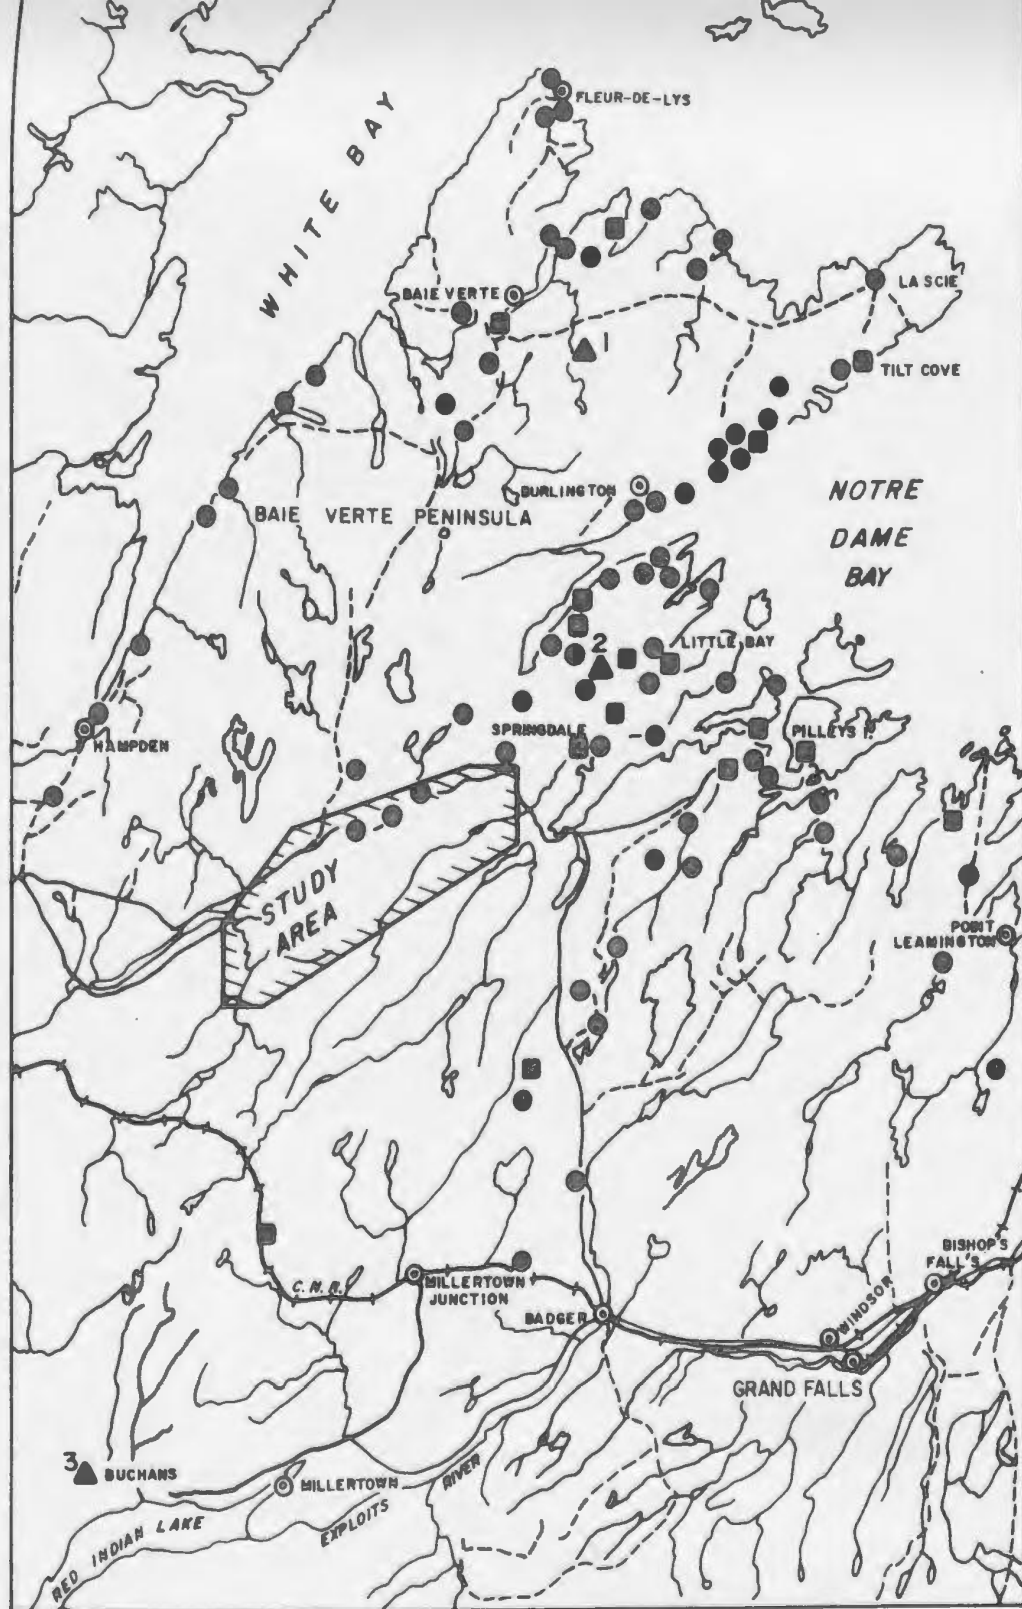 FLEUR-DE-LYS
WHITE BAY
BAIE VERTE
LA SCIE
1
TILT COVE
BURLINGTON
NOTRE
DAME
BAY
BAIE VERTE PENINSULA
2
LITTLE BAY
SPRINGDALE
PILLEYS I.
HAMPDEN
STUDY
AREA
POINT
LEAMINGTON
BISHOP'S
FALL'S
C.N.R.
MILLERTOWN
JUNCTION
WINDSOR
BADGER
GRAND FALLS
3
BUCHANS
MILLERTOWN
RED INDIAN LAKE
EXPLOITS
RIVER